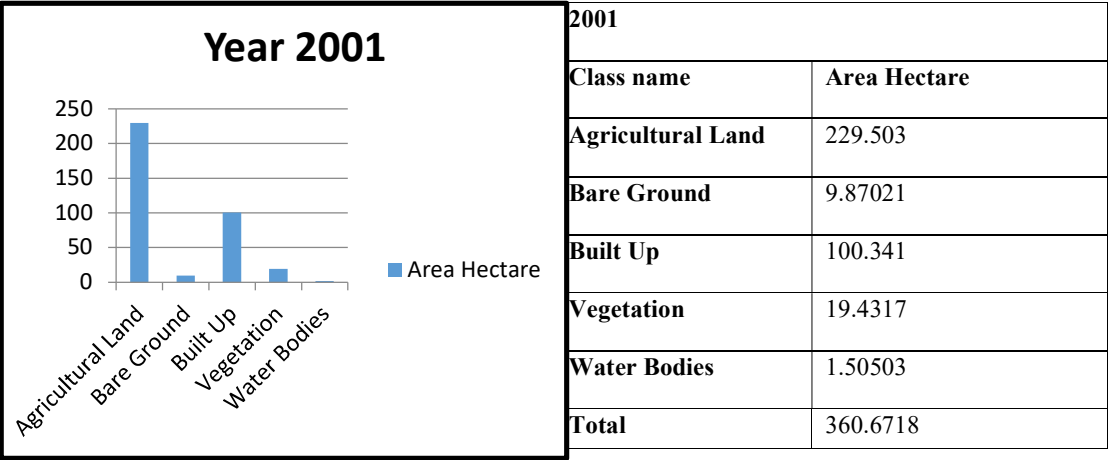 Year 2001
250
200
150
100
50
0
Agricultural Land
Bare Ground
Built Up
Vegetation
Water Bodies
Area Hectare
2001
Class name Area Hectare
Agricultural Land 229.503
Bare Ground 9.87021
Built Up 100.341
Vegetation 19.4317
Water Bodies 1.50503
Total 360.6718